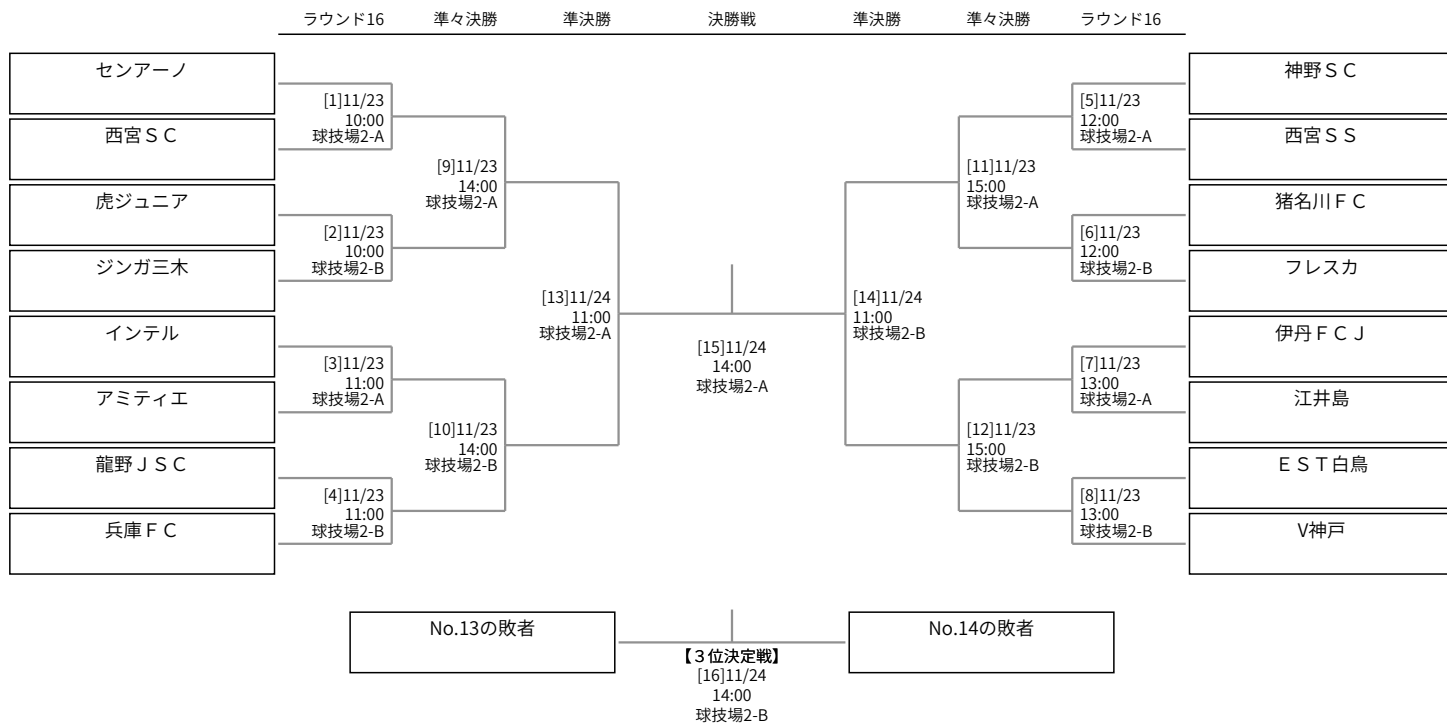 ラウンド16 準々決勝 準決勝 決勝戦 準決勝 準々決勝 ラウンド16
センアーノ
西宮ＳＣ
虎ジュニア
ジンガ三木
インテル
アミティエ
龍野ＪＳＣ
兵庫ＦＣ
[1]11/23
10:00
球技場2-A
[2]11/23
10:00
球技場2-B
[3]11/23
11:00
球技場2-A
[4]11/23
11:00
球技場2-B
[9]11/23
14:00
球技場2-A
[10]11/23
14:00
球技場2-B
[13]11/24
11:00
球技場2-A
[15]11/24
14:00
球技場2-A
[14]11/24
11:00
球技場2-B
[11]11/23
15:00
球技場2-A
[12]11/23
15:00
球技場2-B
[5]11/23
12:00
球技場2-A
[6]11/23
12:00
球技場2-B
[7]11/23
13:00
球技場2-A
[8]11/23
13:00
球技場2-B
神野ＳＣ
西宮ＳＳ
猪名川ＦＣ
フレスカ
伊丹ＦＣＪ
江井島
ＥＳＴ白鳥
V神戸
No.13の敗者
No.14の敗者
【３位決定戦】
[16]11/24
14:00
球技場2-B